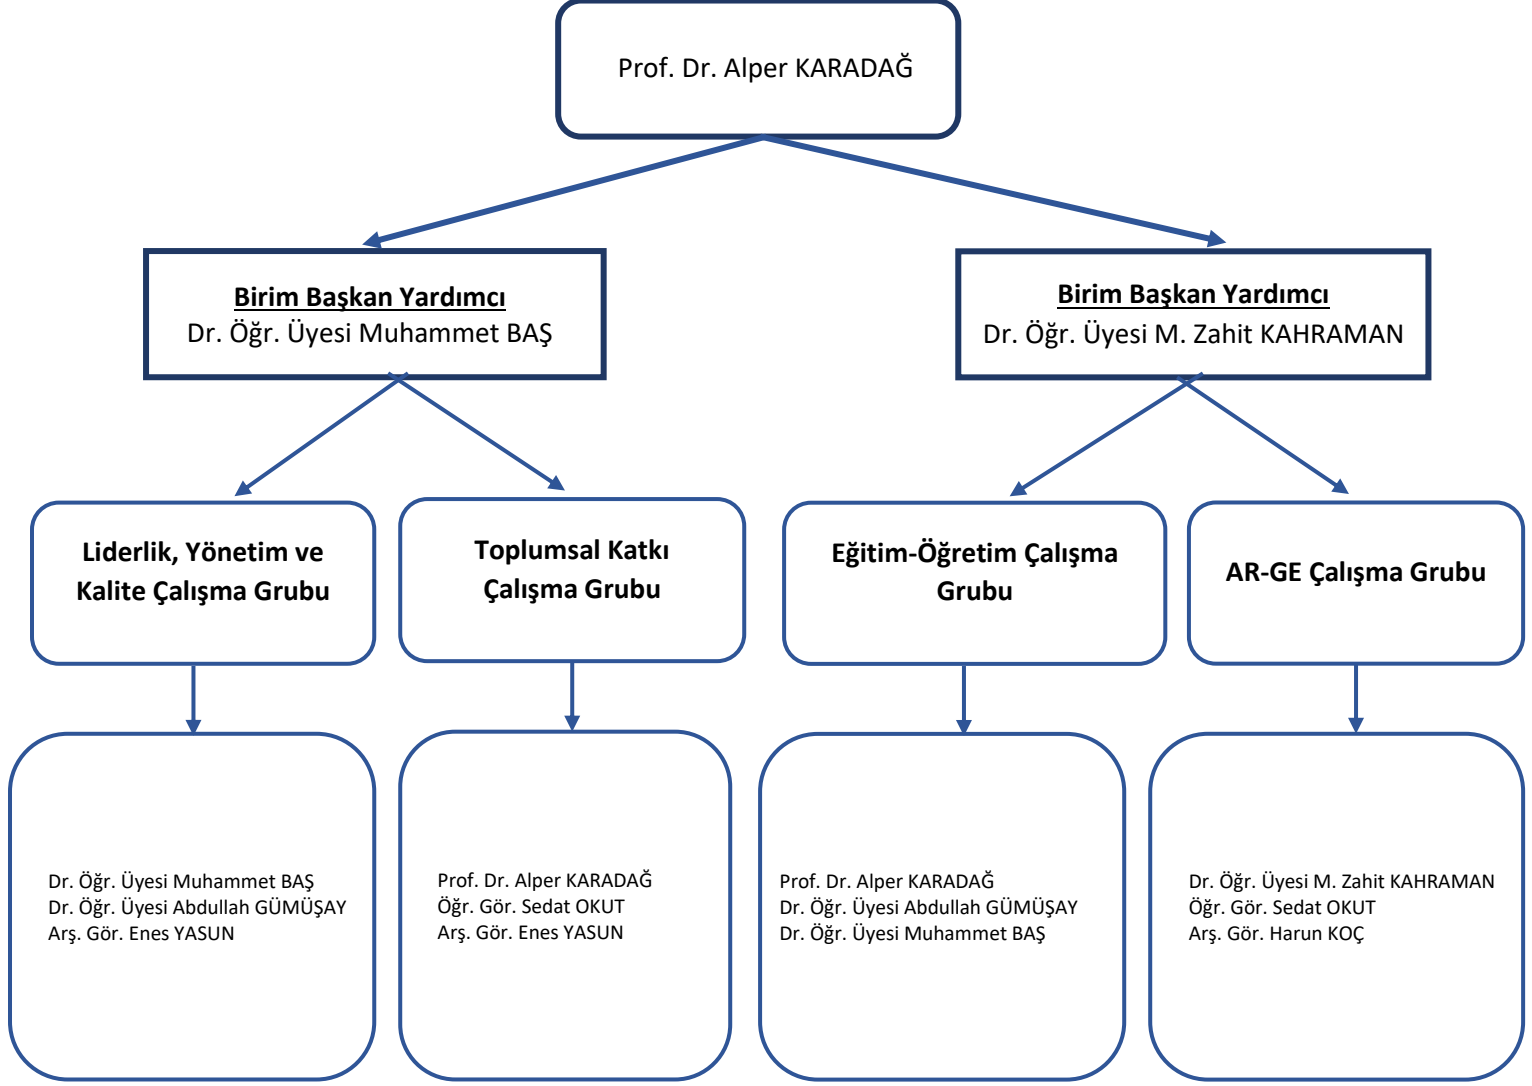 Prof. Dr. Alper KARADAĞ
Birim Başkan Yardımcı
Dr. Öğr. Üyesi Muhammet BAŞ
Birim Başkan Yardımcı
Dr. Öğr. Üyesi M. Zahit KAHRAMAN
Liderlik, Yönetim ve
Kalite Çalışma Grubu
Toplumsal Katkı
Çalışma Grubu
Eğitim-Öğretim Çalışma
Grubu
AR-GE Çalışma Grubu
Dr. Öğr. Üyesi Muhammet BAŞ
Dr. Öğr. Üyesi Abdullah GÜMÜŞAY
Arş. Gör. Enes YASUN
Prof. Dr. Alper KARADAĞ
Öğr. Gör. Sedat OKUT
Arş. Gör. Enes YASUN
Prof. Dr. Alper KARADAĞ
Dr. Öğr. Üyesi Abdullah GÜMÜŞAY
Dr. Öğr. Üyesi Muhammet BAŞ
Dr. Öğr. Üyesi M. Zahit KAHRAMAN
Öğr. Gör. Sedat OKUT
Arş. Gör. Harun KOÇ